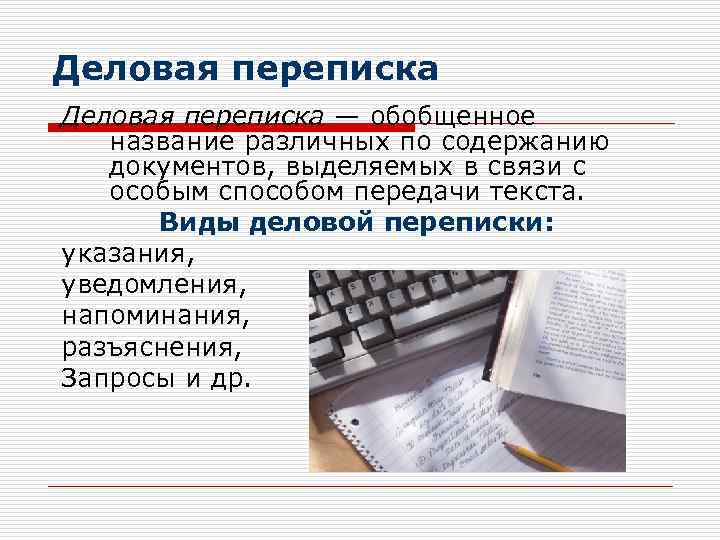 Деловая переписка
Деловая переписка — обобщенное
название различных по содержанию
документов, выделяемых в связи с
особым способом передачи текста.
Виды деловой переписки:
указания,
уведомления,
напоминания,
разъяснения,
Запросы и др.